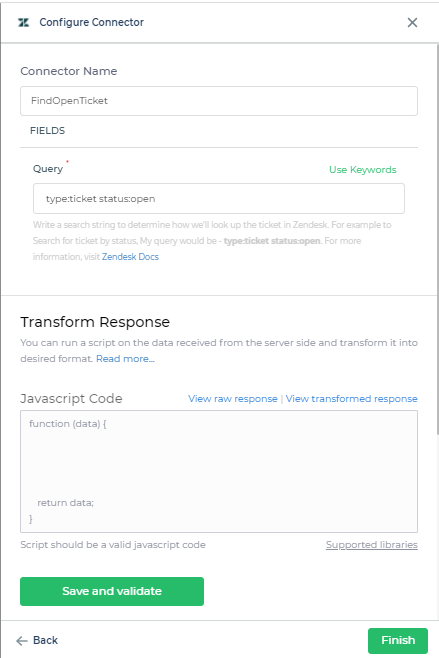 Configure Connector
Connector Name
FindOpenTicket
FIELDS
Query *
Use Keywords
type:ticket status:open
Write a search string to determine how we'll look up the ticket in Zendesk. For example to
Search for ticket by status, My query would be - type:ticket status:open. For more
information, visit Zendesk Docs
Transform Response
You can run a script on the data received from the server side and transform it into
desired format. Read more...
Javascript Code
View raw response | View transformed response
function (data) {
return data;
}
Script should be a valid javascript code
Supported libraries
Save and validate
Back
Finish